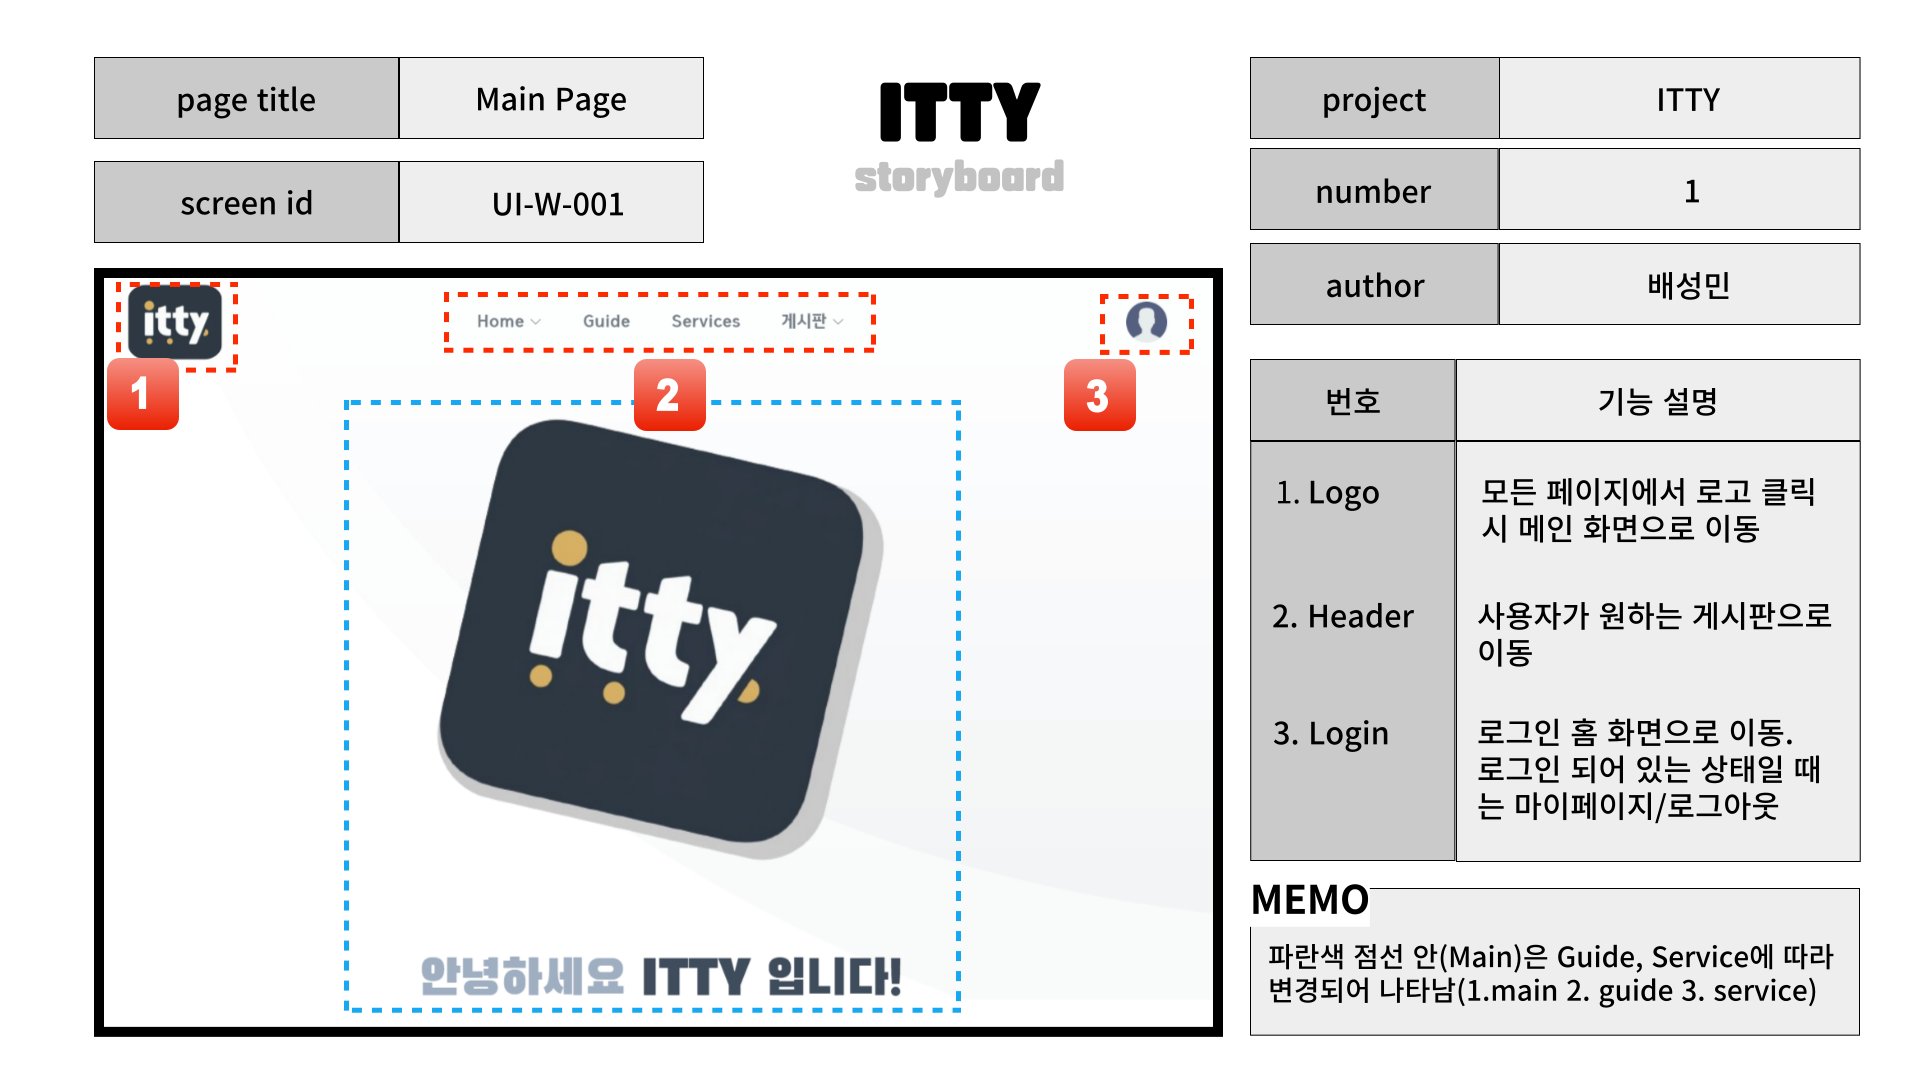 page title
Main Page
screen id
UI-W-001
ITTY
storyboard
project
ITTY
number
1
author
배성민
itty
Home
Guide
Services
게시판
1
2
3
itty
안녕하세요 ITTY 입니다!
번호
기능 설명
1. Logo
모든 페이지에서 로고 클릭
시 메인 화면으로 이동
2. Header
사용자가 원하는 게시판으로
이동
3. Login
로그인 홈 화면으로 이동.
로그인 되어 있는 상태일 때
는 마이페이지/로그아웃
MEMO
파란색 점선 안(Main)은 Guide, Service에 따라
변경되어 나타남(1.main 2. guide 3. service)